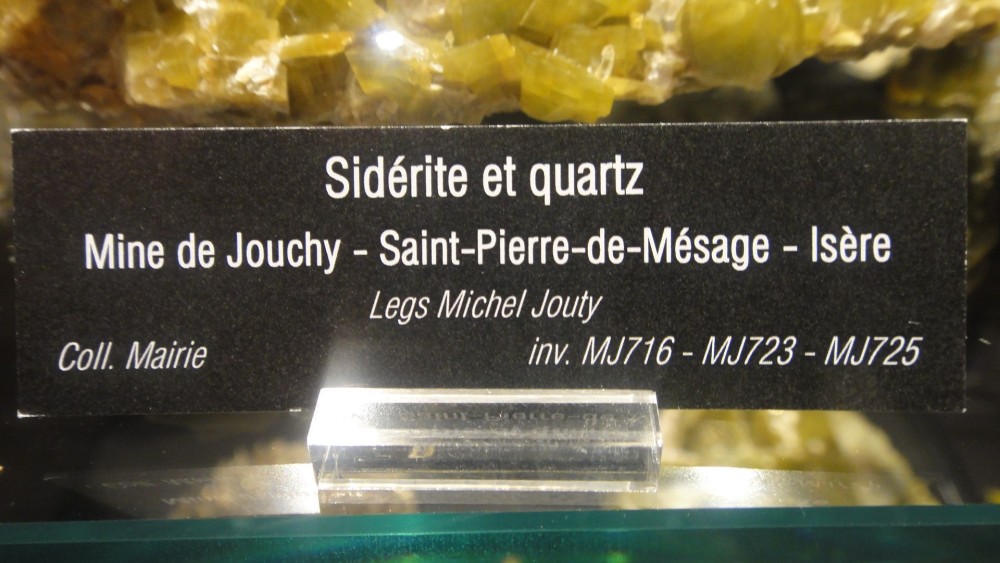 Sidérite et quartz
Mine de Jouchy - Saint-Pierre-de-Mésage - Isère
Legs Michel Jouty
Coll. Mairie inv. MJ716 - MJ723 - MJ725